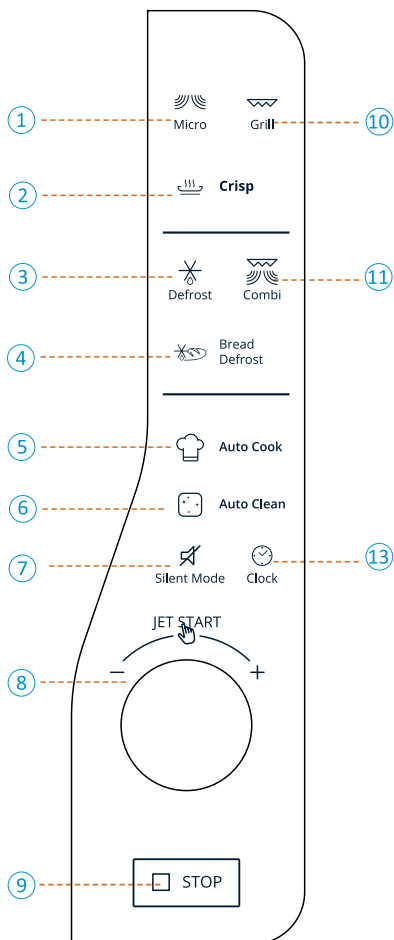 1
Micro
Grill
10
2
Crisp
3
Defrost
Combi
11
4
Bread
Defrost
5
Auto Cook
6
Auto Clean
7
Silent Mode
Clock
13
JET START
8
−
+
9
STOP